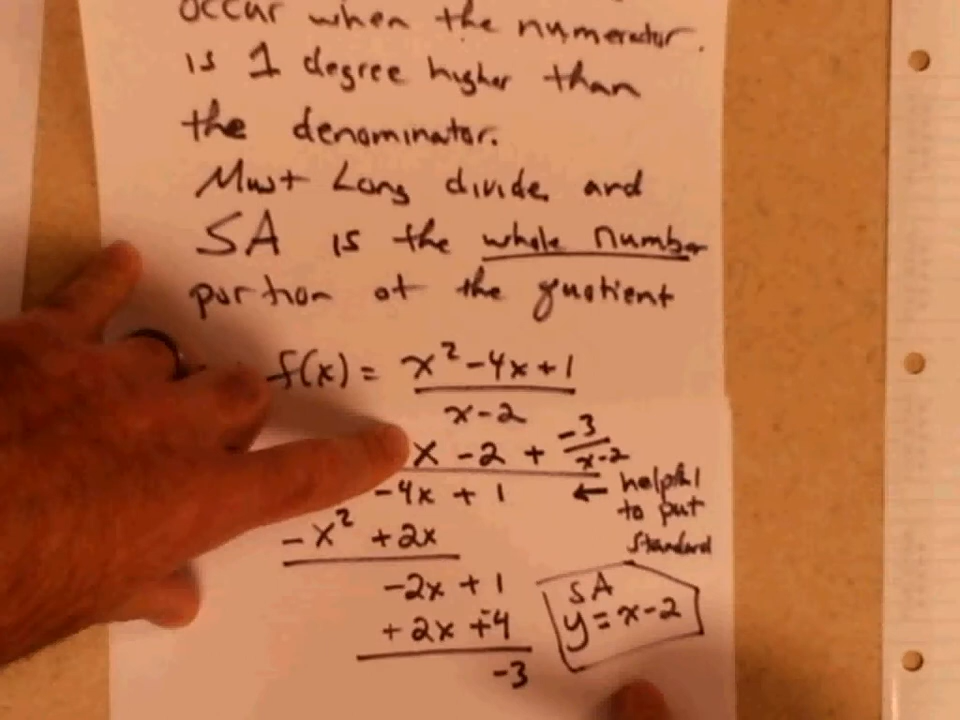 occur when the numerator.
is 1 degree higher than
the denominator.
Must Long divide, and
SA is the whole number
portion of the quotient
f(x) = x² - 4x + 1
x - 2
x - 2 + -3
x - 2
- 4x + 1 ← helpful
to put
standard
- x² + 2x
- 2x + 1
+ 2x + -4
- 3
SA
y = x - 2